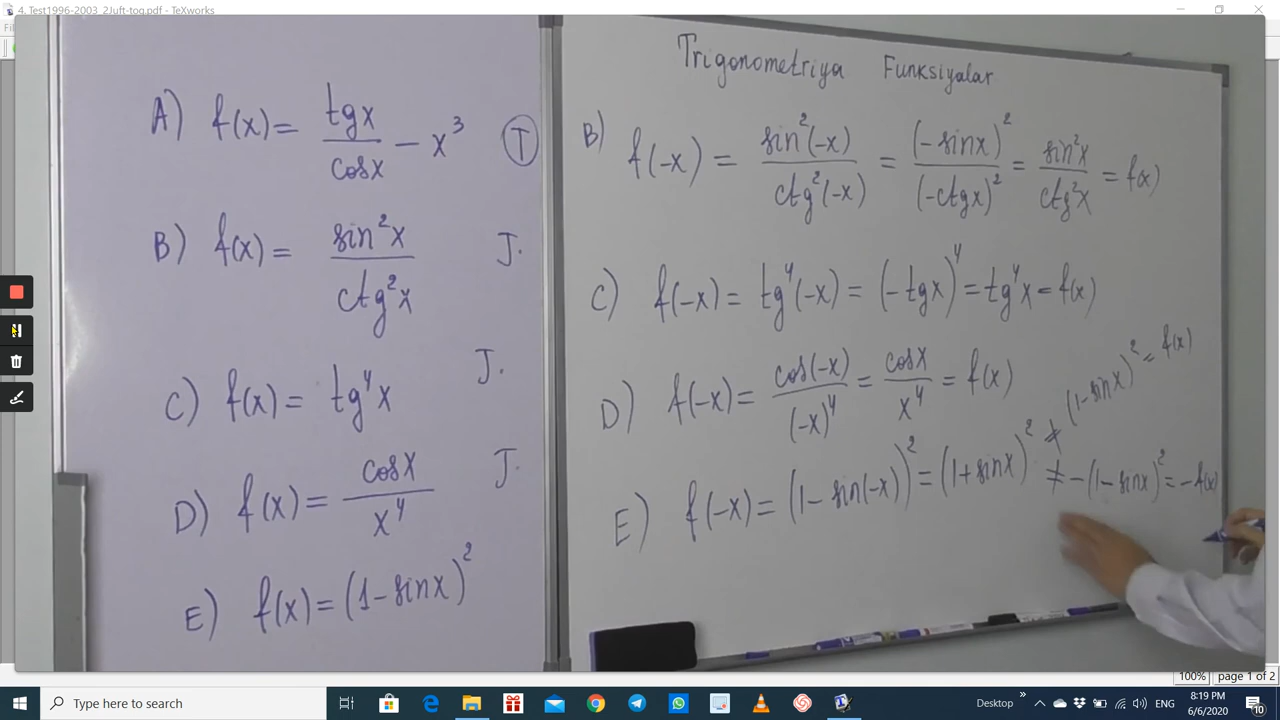 4. Test1996-2003_2Juft-toq.pdf - TeXworks
A) f(x) = tgx/cosx - x³ T
B) f(x) = sin²x/ctg²x J.
C) f(x) = tg⁴x J.
D) f(x) = cosx/x⁴ J.
E) f(x) = (1-sinx)²
Trigonometriya Funksiyalar
B) f(-x) = sin²(-x)/ctg²(-x) = (-sinx)²/(-ctgx)² = sin²x/ctg²x = f(x)
C) f(-x) = tg⁴(-x) = (-tgx)⁴ = tg⁴x = f(x)
D) f(-x) = cos(-x)/(-x)⁴ = cosx/x⁴ = f(x)
E) f(-x) = (1-sin(-x))² = (1+sinx)² ≠ (1-sinx)² = f(x)
≠ -(1-sinx)² = -f(x)
100% page 1 of 2
Type here to search
Desktop
8:19 PM
6/6/2020
10